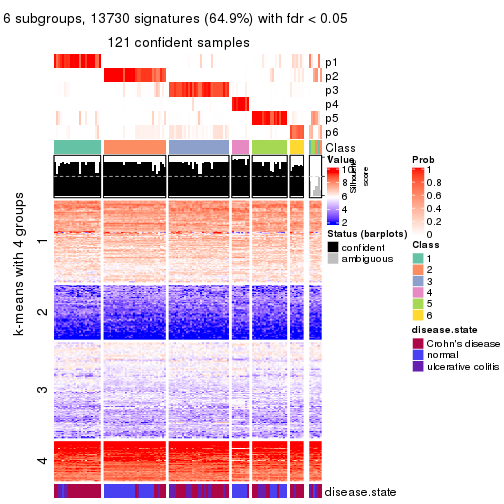 6 subgroups, 13730 signatures (64.9%) with fdr < 0.05
121 confident samples
p1
p2
p3
p4
p5
p6
Class
k-means with 4 groups
1
2
3
4
Value
10
8
6
4
2
Silhouette
score
Status (barplots)
confident
ambiguous
Prob
1
0.8
0.6
0.4
0.2
0
Class
1
2
3
4
5
6
disease.state
Crohn's disease
normal
ulcerative colitis
disease.state